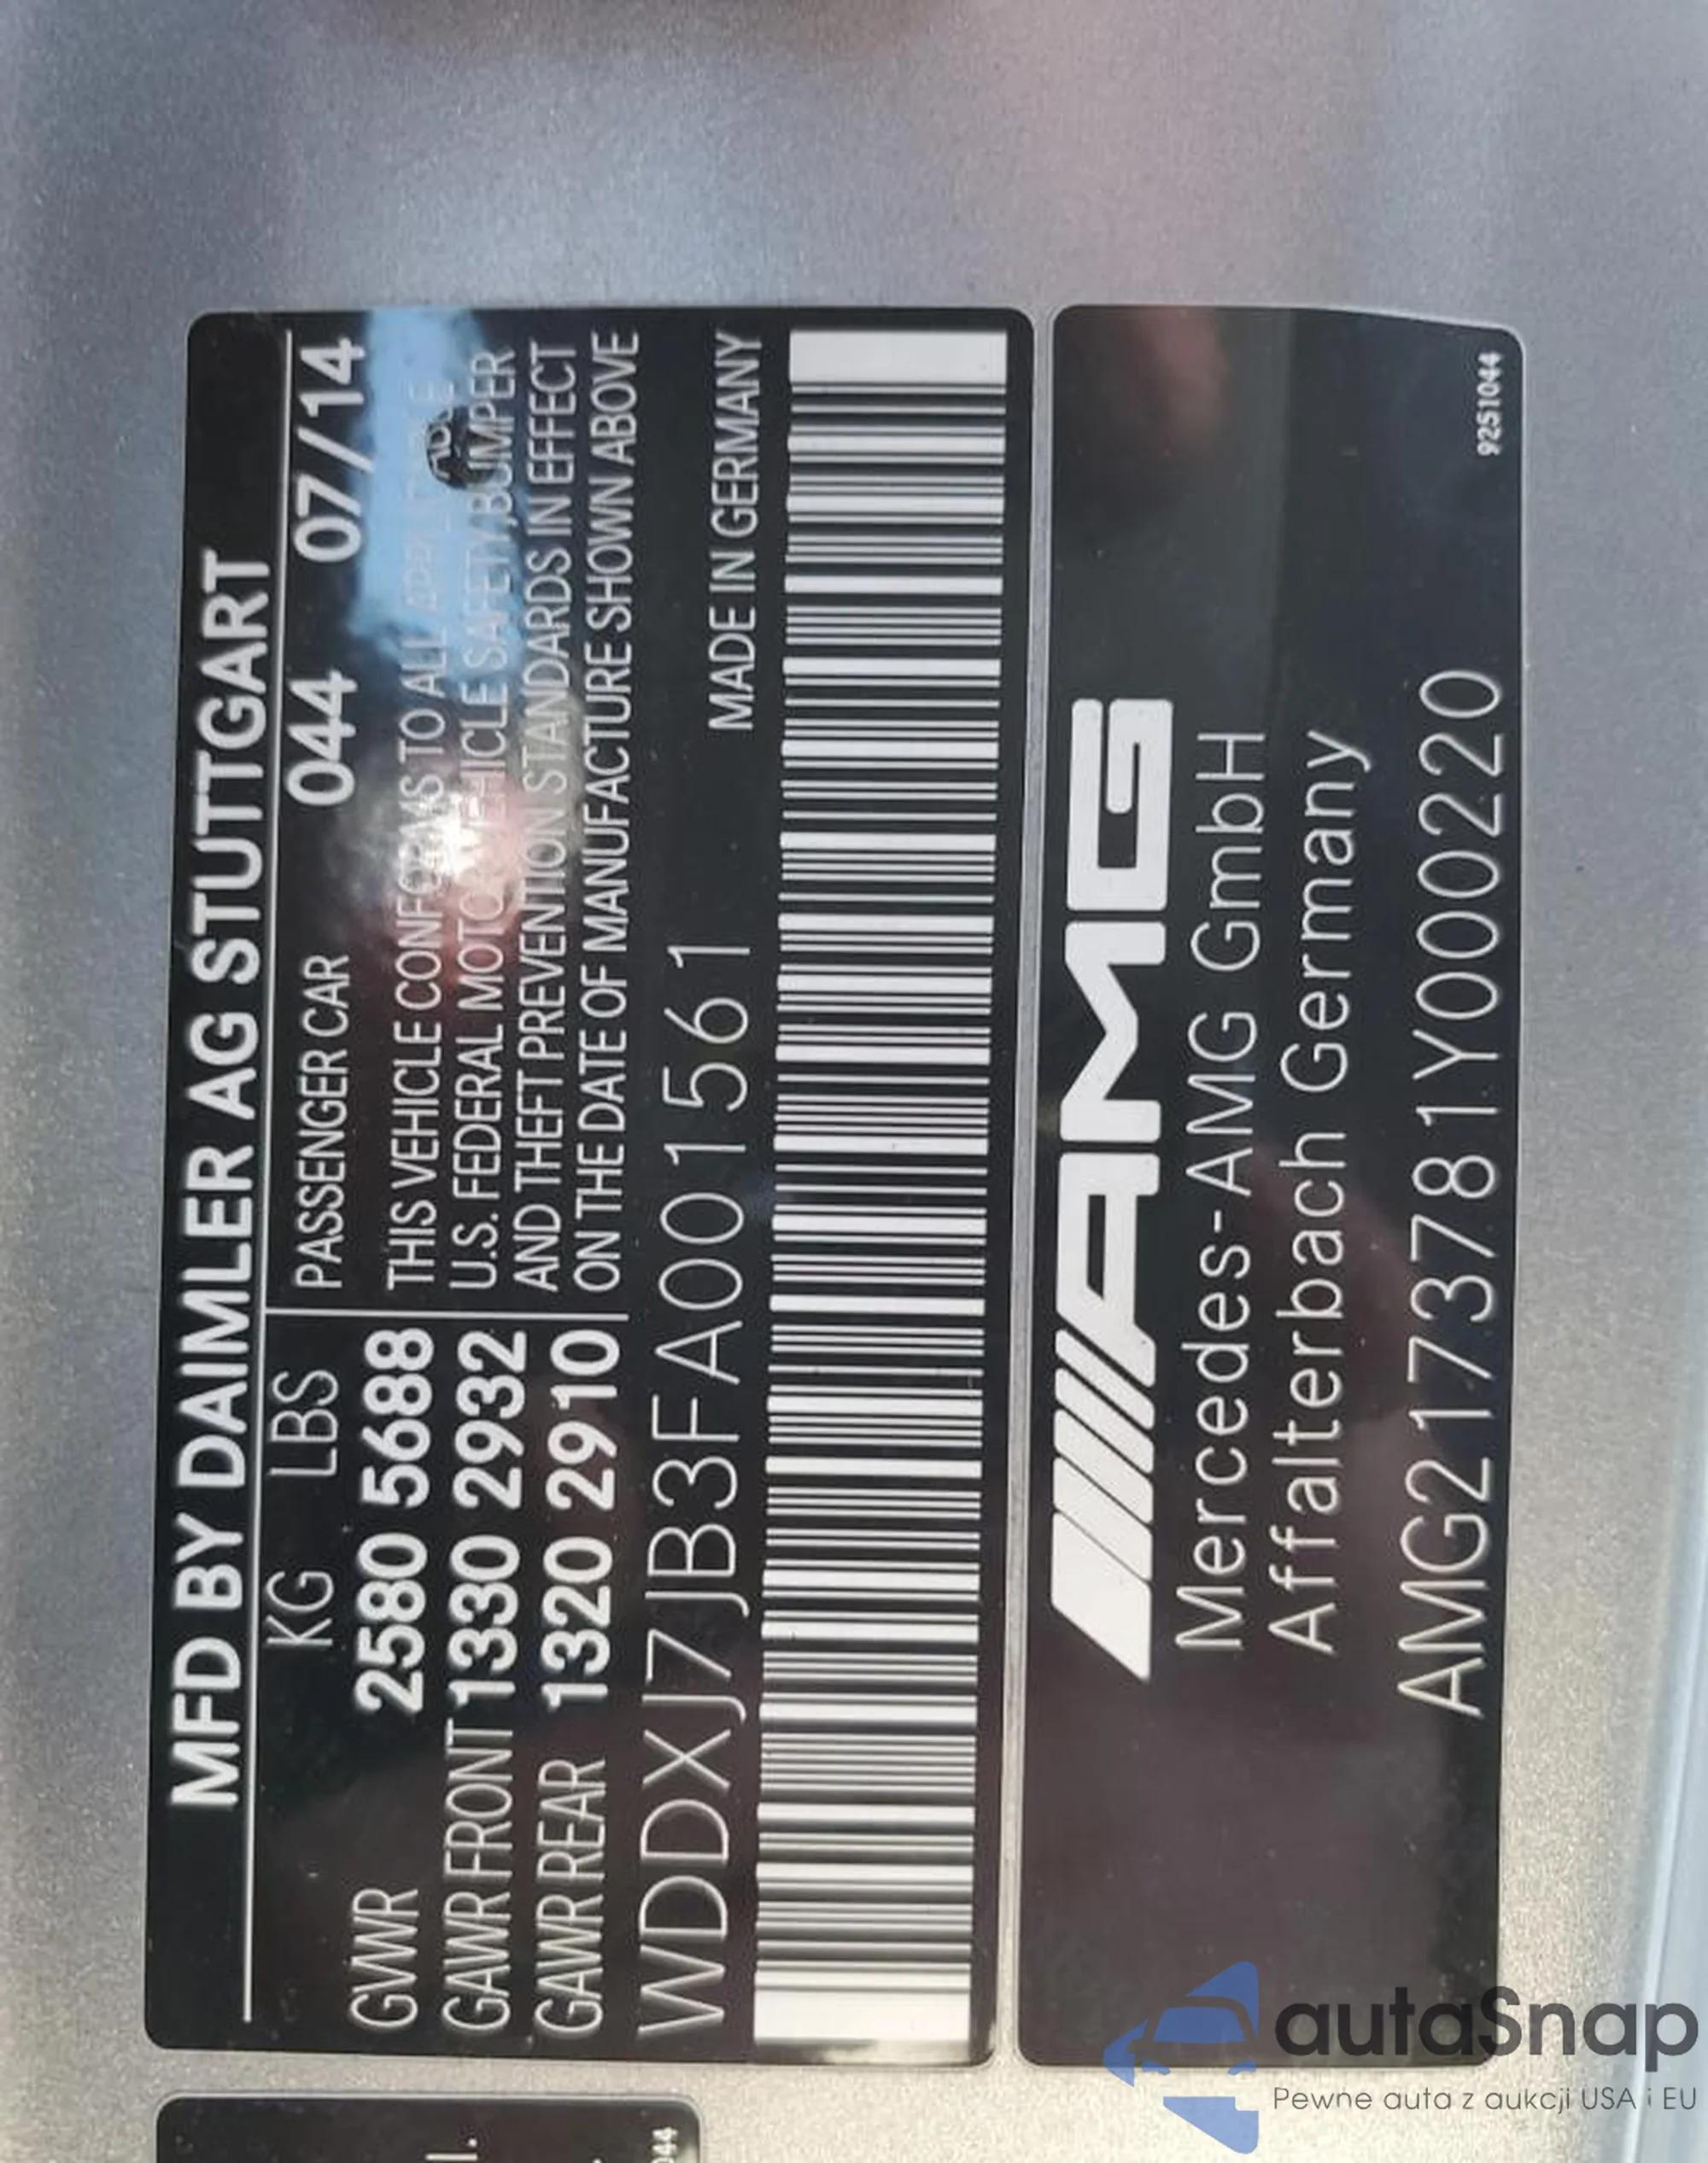 MFD BY DAIMLER AG STUTTGART
KG LBS
PASSENGER CAR 044 07/14
GVWR 2580 5688
GAWR FRONT 1330 2932
GAWR REAR 1320 2910
THIS VEHICLE CONFORMS TO ALL APPLICABLE
U.S. FEDERAL MOTOR VEHICLE SAFETY, BUMPER
AND THEFT PREVENTION STANDARDS IN EFFECT
ON THE DATE OF MANUFACTURE SHOWN ABOVE
WDDXJ7JB3FA001561
MADE IN GERMANY
AMG
Mercedes-AMG GmbH
Affalterbach Germany
AMG2173781Y000220
9251044
autaSnap
Pewne auta z aukcji USA i EU